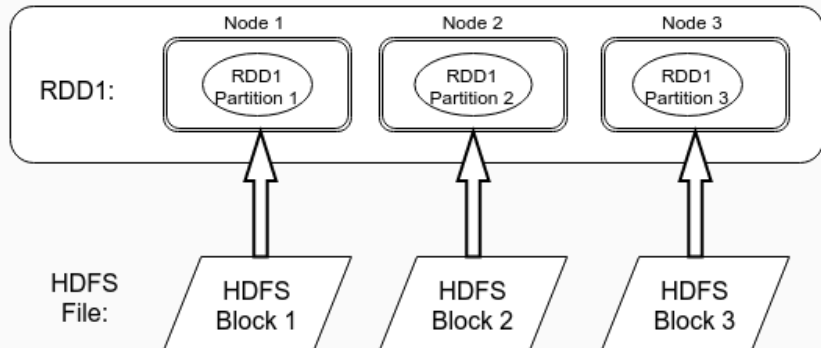 Node 1
Node 2
Node 3
RDD1:
RDD1
Partition 1
RDD1
Partition 2
RDD1
Partition 3
HDFS
File:
HDFS
Block 1
HDFS
Block 2
HDFS
Block 3